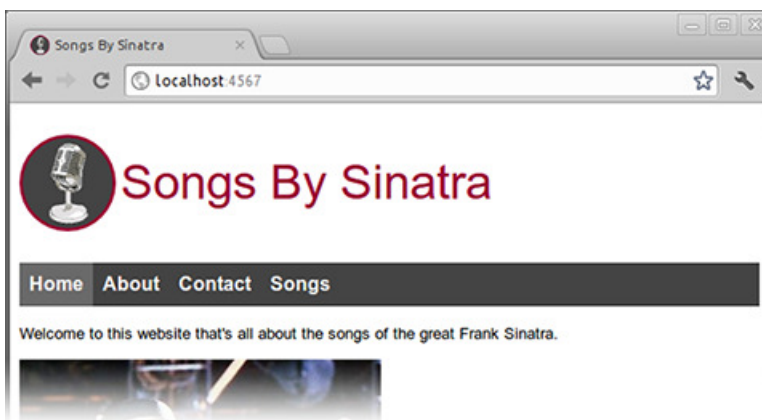 Songs By Sinatra
localhost:4567
Songs By Sinatra
Home About Contact Songs
Welcome to this website that's all about the songs of the great Frank Sinatra.